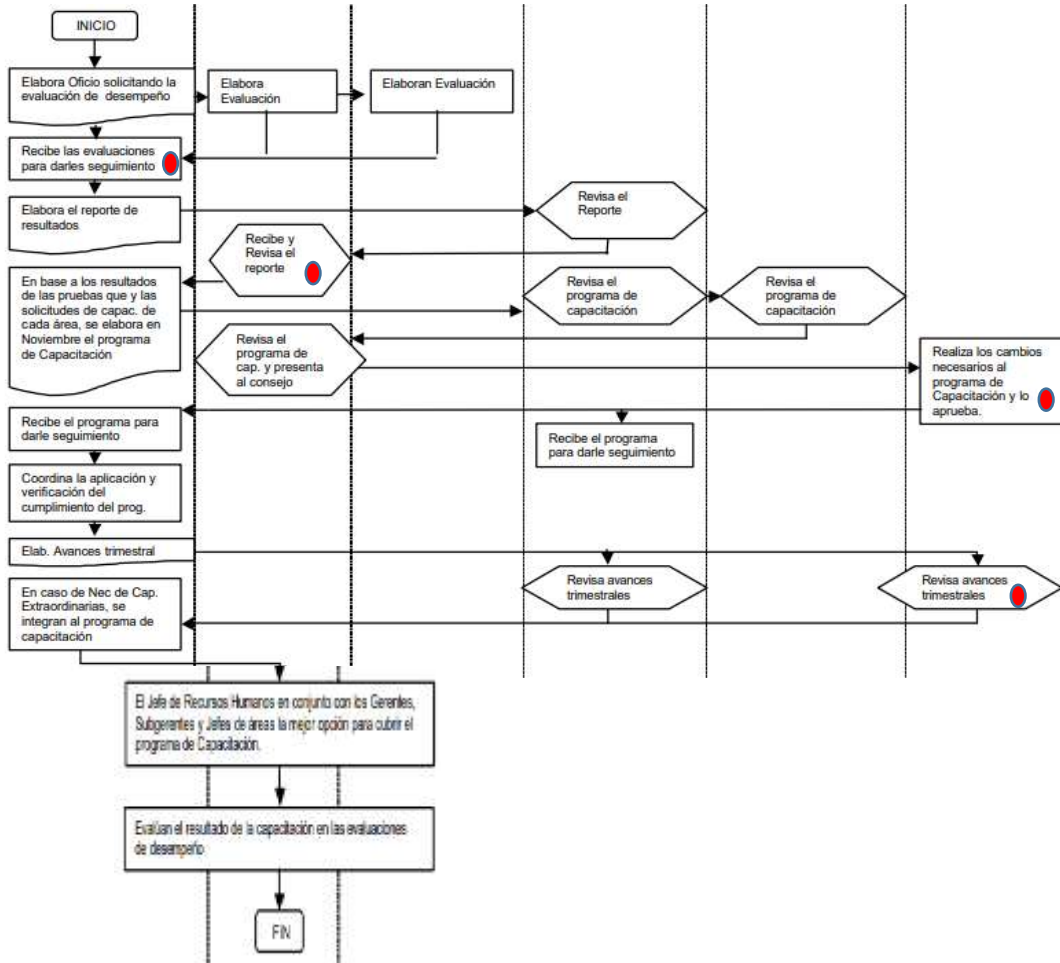 INICIO
Elabora Oficio solicitando la
evaluación de desempeño
Elabora
Evaluación
Elaboran Evaluación
Recibe las evaluaciones
para darles seguimiento
Elabora el reporte de
resultados
Revisa el
Reporte
Recibe y
Revisa el
reporte
En base a los resultados
de las pruebas que y las
solicitudes de capac. de
cada área, se elabora en
Noviembre el programa
de Capacitación
Revisa el
programa de
capacitación
Revisa el
programa de
capacitación
Revisa el
programa de
cap. y presenta
al consejo
Realiza los cambios
necesarios al
programa de
Capacitación y lo
aprueba.
Recibe el programa para
darle seguimiento
Recibe el programa
para darle seguimiento
Coordina la aplicación y
verificación del
cumplimiento del prog.
Elab. Avances trimestral
Revisa avances
trimestrales
Revisa avances
trimestrales
En caso de Nec de Cap.
Extraordinarias, se
integran al programa de
capacitación
El Jefe de Recursos Humanos en conjunto con los Gerentes,
Subgerentes y Jefes de áreas la mejor opción para cubrir el
programa de Capacitación.
Evalúan el resultado de la capacitación en las evaluaciones
de desempeño
FIN